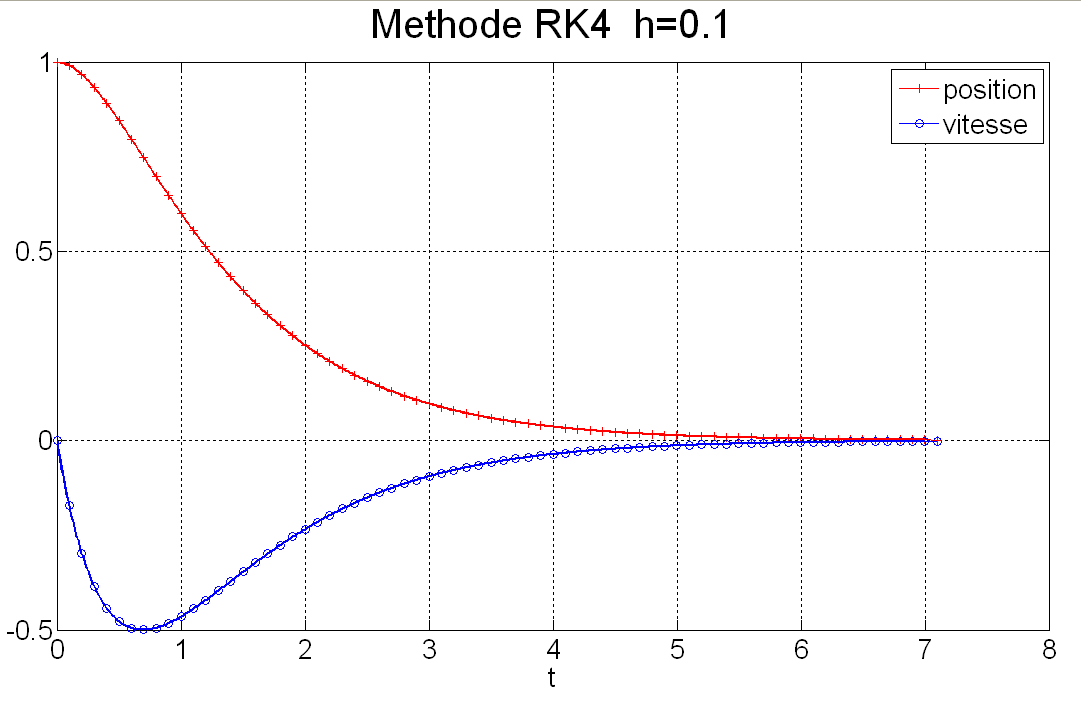 Methode RK4 h=0.1
1
0.5
0
-0.5
position
vitesse
0 1 2 3 4 5 6 7 8
t